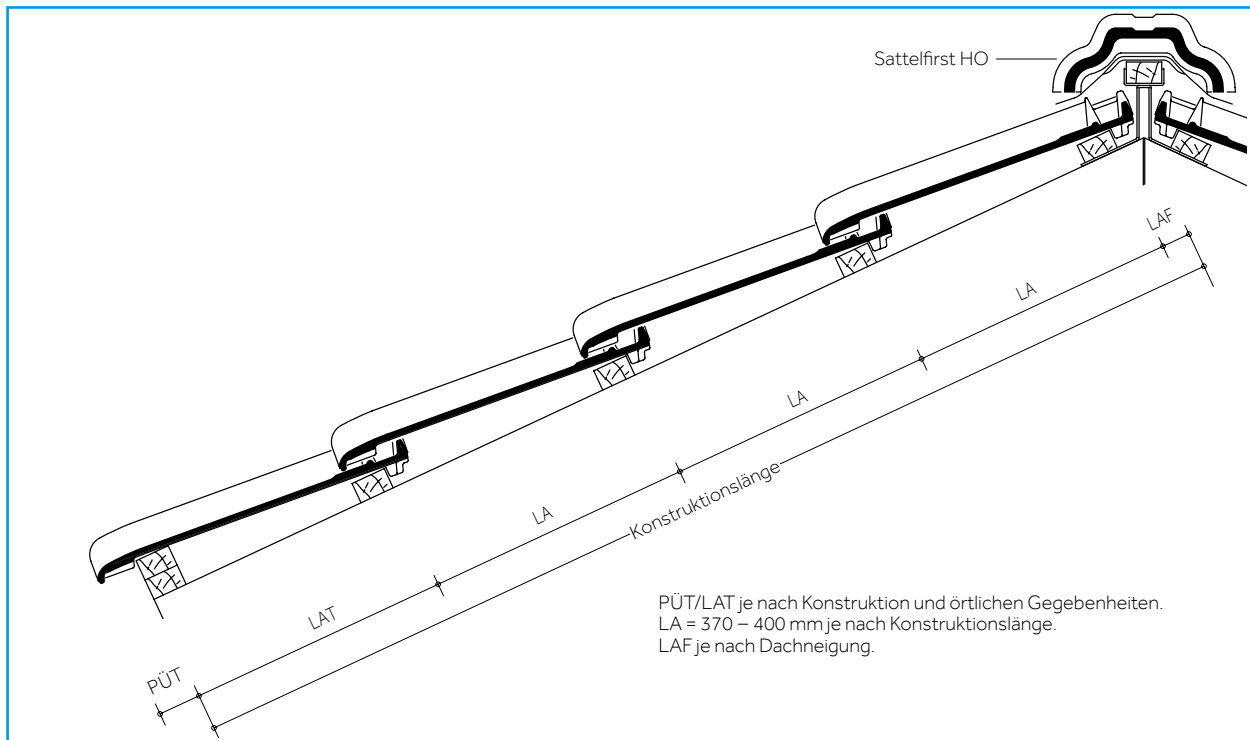 Sattelfirst HO
LAF
LA
LA
LA
Konstruktionslänge
LAT
PÜT
PÜT/LAT je nach Konstruktion und örtlichen Gegebenheiten.
LA = 370 – 400 mm je nach Konstruktionslänge.
LAF je nach Dachneigung.